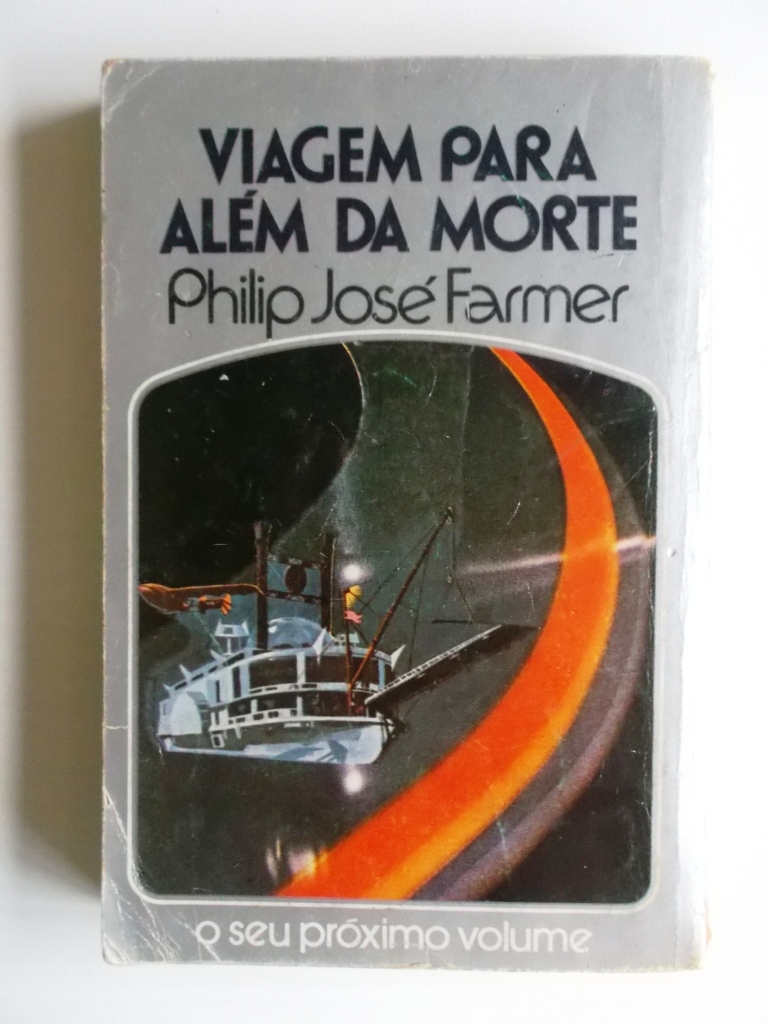 VIAGEM PARA
ALÉM DA MORTE
Philip José Farmer
o seu próximo volume